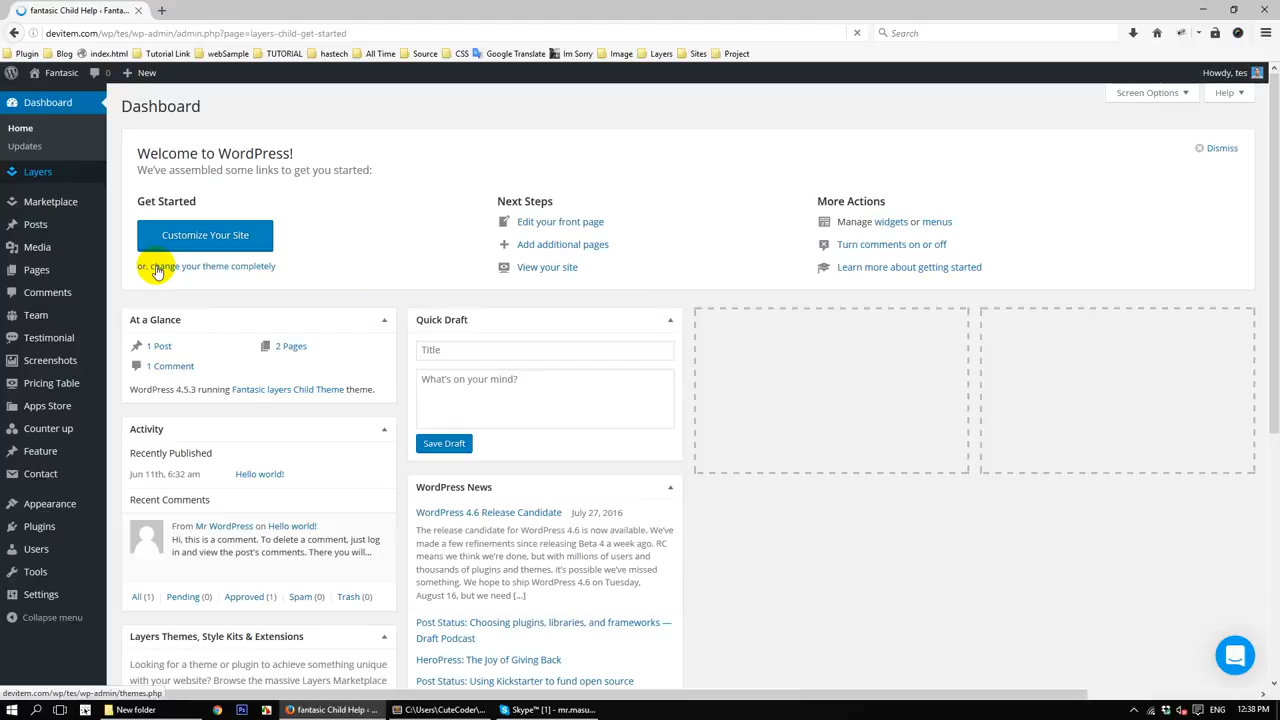 fantasic Child Help ‹ Fanta...
devitem.com/wp/tes/wp-admin/admin.php?page=layers-child-get-started
Search
Plugin Blog index.html Tutorial Link webSample TUTORIAL hastech All Time Source CSS Google Translate Im Sorry Image Layers Sites Project
Fantasic 0 New
Howdy, tes
Dashboard
Home
Updates
Layers
Marketplace
Posts
Media
Pages
Comments
Team
Testimonial
Screenshots
Pricing Table
Apps Store
Counter up
Feature
Contact
Appearance
Plugins
Users
Tools
Settings
Collapse menu
Screen Options
Help
Dashboard
Welcome to WordPress!
We've assembled some links to get you started:
Dismiss
Get Started
Customize Your Site
or, change your theme completely
Next Steps
Edit your front page
Add additional pages
View your site
More Actions
Manage widgets or menus
Turn comments on or off
Learn more about getting started
At a Glance
1 Post
2 Pages
1 Comment
WordPress 4.5.3 running Fantasic layers Child Theme theme.
Activity
Recently Published
Jun 11th, 6:32 am Hello world!
Recent Comments
From Mr WordPress on Hello world!
Hi, this is a comment. To delete a comment, just log
in and view the post's comments. There you will...
All (1) | Pending (0) | Approved (1) | Spam (0) | Trash (0)
Layers Themes, Style Kits & Extensions
Looking for a theme or plugin to achieve something unique
with your website? Browse the massive Layers Marketplace
Quick Draft
Title
What's on your mind?
Save Draft
WordPress News
WordPress 4.6 Release Candidate July 27, 2016
The release candidate for WordPress 4.6 is now available. We've
made a few refinements since releasing Beta 4 a week ago. RC
means we think we're done, but with millions of users and
thousands of plugins and themes, it's possible we've missed
something. We hope to ship WordPress 4.6 on Tuesday,
August 16, but we need [...]
Post Status: Choosing plugins, libraries, and frameworks —
Draft Podcast
HeroPress: The Joy of Giving Back
Post Status: Using Kickstarter to fund open source
devitem.com/wp/tes/wp-admin/themes.php
New folder
fantasic Child Help ‹ ...
C:\Users\CuteCoder/...
Skype™ [1] - mr.masu...
ENG
12:38 PM